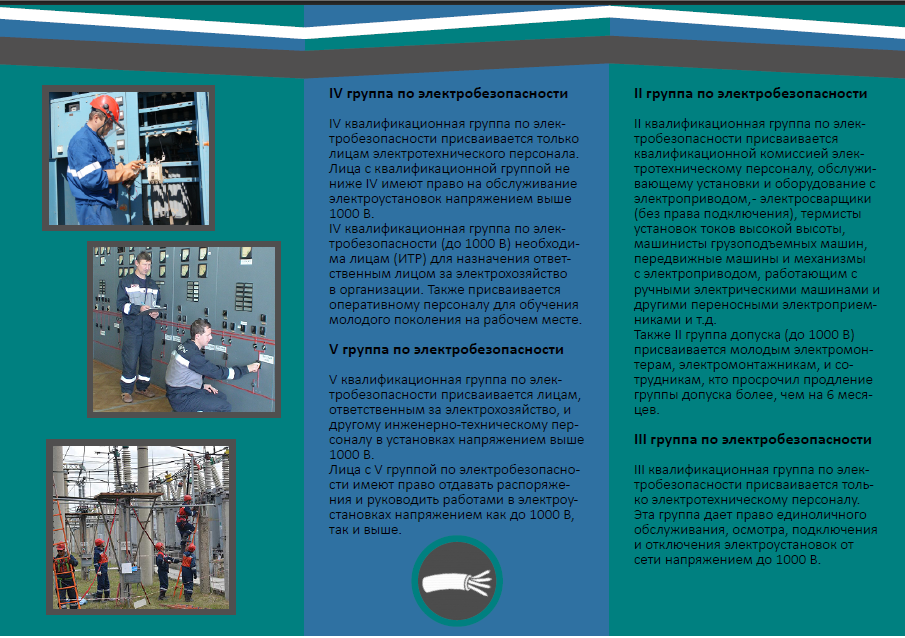 IV группа по электробезопасности
IV квалификационная группа по элек-
тробезопасности присваивается только
лицам электротехнического персонала.
Лица с квалификационной группой не
ниже IV имеют право на обслуживание
электроустановок напряжением выше
1000 В.
IV квалификационная группа по элек-
тробезопасности (до 1000 В) необходи-
ма лицам (ИТР) для назначения ответ-
ственным лицом за электрохозяйство
в организации. Также присваивается
оперативному персоналу для обучения
молодого поколения на рабочем месте.
V группа по электробезопасности
V квалификационная группа по элек-
тробезопасности присваивается лицам,
ответственным за электрохозяйство, и
другому инженерно-техническому пер-
соналу в установках напряжением выше
1000 В.
Лица с V группой по электробезопасно-
сти имеют право отдавать распоряже-
ния и руководить работами в электроу-
становках напряжением как до 1000 В,
так и выше.
II группа по электробезопасности
II квалификационная группа по элек-
тробезопасности присваивается
квалификационной комиссией элек-
тротехническому персоналу, обслужи-
вающему установки и оборудование с
электроприводом,- электросварщики
(без права подключения), термисты
установок токов высокой высоты,
машинисты грузоподъемных машин,
передвижные машины и механизмы
с электроприводом, работающим с
ручными электрическими машинами и
другими переносными электроприем-
никами и т.д.
Также II группа допуска (до 1000 В)
присваивается молодым электромон-
терам, электромонтажникам, и со-
трудникам, кто просрочил продление
группы допуска более, чем на 6 меся-
цев.
III группа по электробезопасности
III квалификационная группа по элек-
тробезопасности присваивается толь-
ко электротехническому персоналу.
Эта группа дает право единоличного
обслуживания, осмотра, подключения
и отключения электроустановок от
сети напряжением до 1000 В.